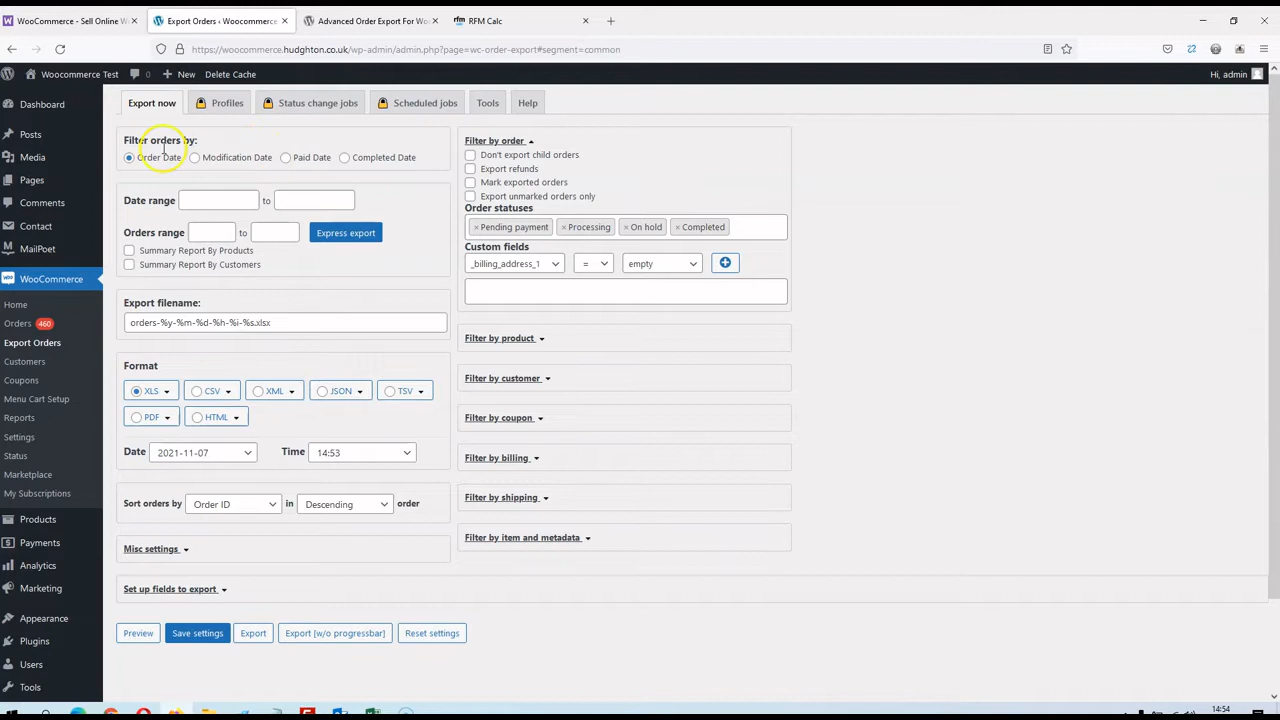 WooCommerce - Sell Online W
Export Orders ‹ Woocommerce
Advanced Order Export For Woo
rfm
calc
RFM Calc
https://woocommerce.hudghton.co.uk/wp-admin/admin.php?page=wc-order-export#segment=common
Woocommerce Test
0
New
Delete Cache
Hi, admin
Dashboard
Posts
Media
Pages
Comments
Contact
MailPoet
WooCommerce
Home
Orders 460
Export Orders
Customers
Coupons
Menu Cart Setup
Reports
Settings
Status
Marketplace
My Subscriptions
Products
Payments
Analytics
Marketing
Appearance
Plugins
Users
Tools
Export now
Profiles
Status change jobs
Scheduled jobs
Tools
Help
Filter orders by:
Order Date
Modification Date
Paid Date
Completed Date
Date range
to
Orders range
to
Express export
Summary Report By Products
Summary Report By Customers
Export filename:
orders-%y-%m-%d-%h-%i-%s.xlsx
Format
XLS
CSV
XML
JSON
TSV
PDF
HTML
Date 2021-11-07
Time 14:53
Sort orders by Order ID in Descending order
Misc settings
Set up fields to export
Preview
Save settings
Export
Export [w/o progressbar]
Reset settings
Filter by order
Don't export child orders
Export refunds
Mark exported orders
Export unmarked orders only
Order statuses
×Pending payment ×Processing ×On hold ×Completed
Custom fields
_billing_address_1 = empty
Filter by product
Filter by customer
Filter by coupon
Filter by billing
Filter by shipping
Filter by item and metadata
14:54